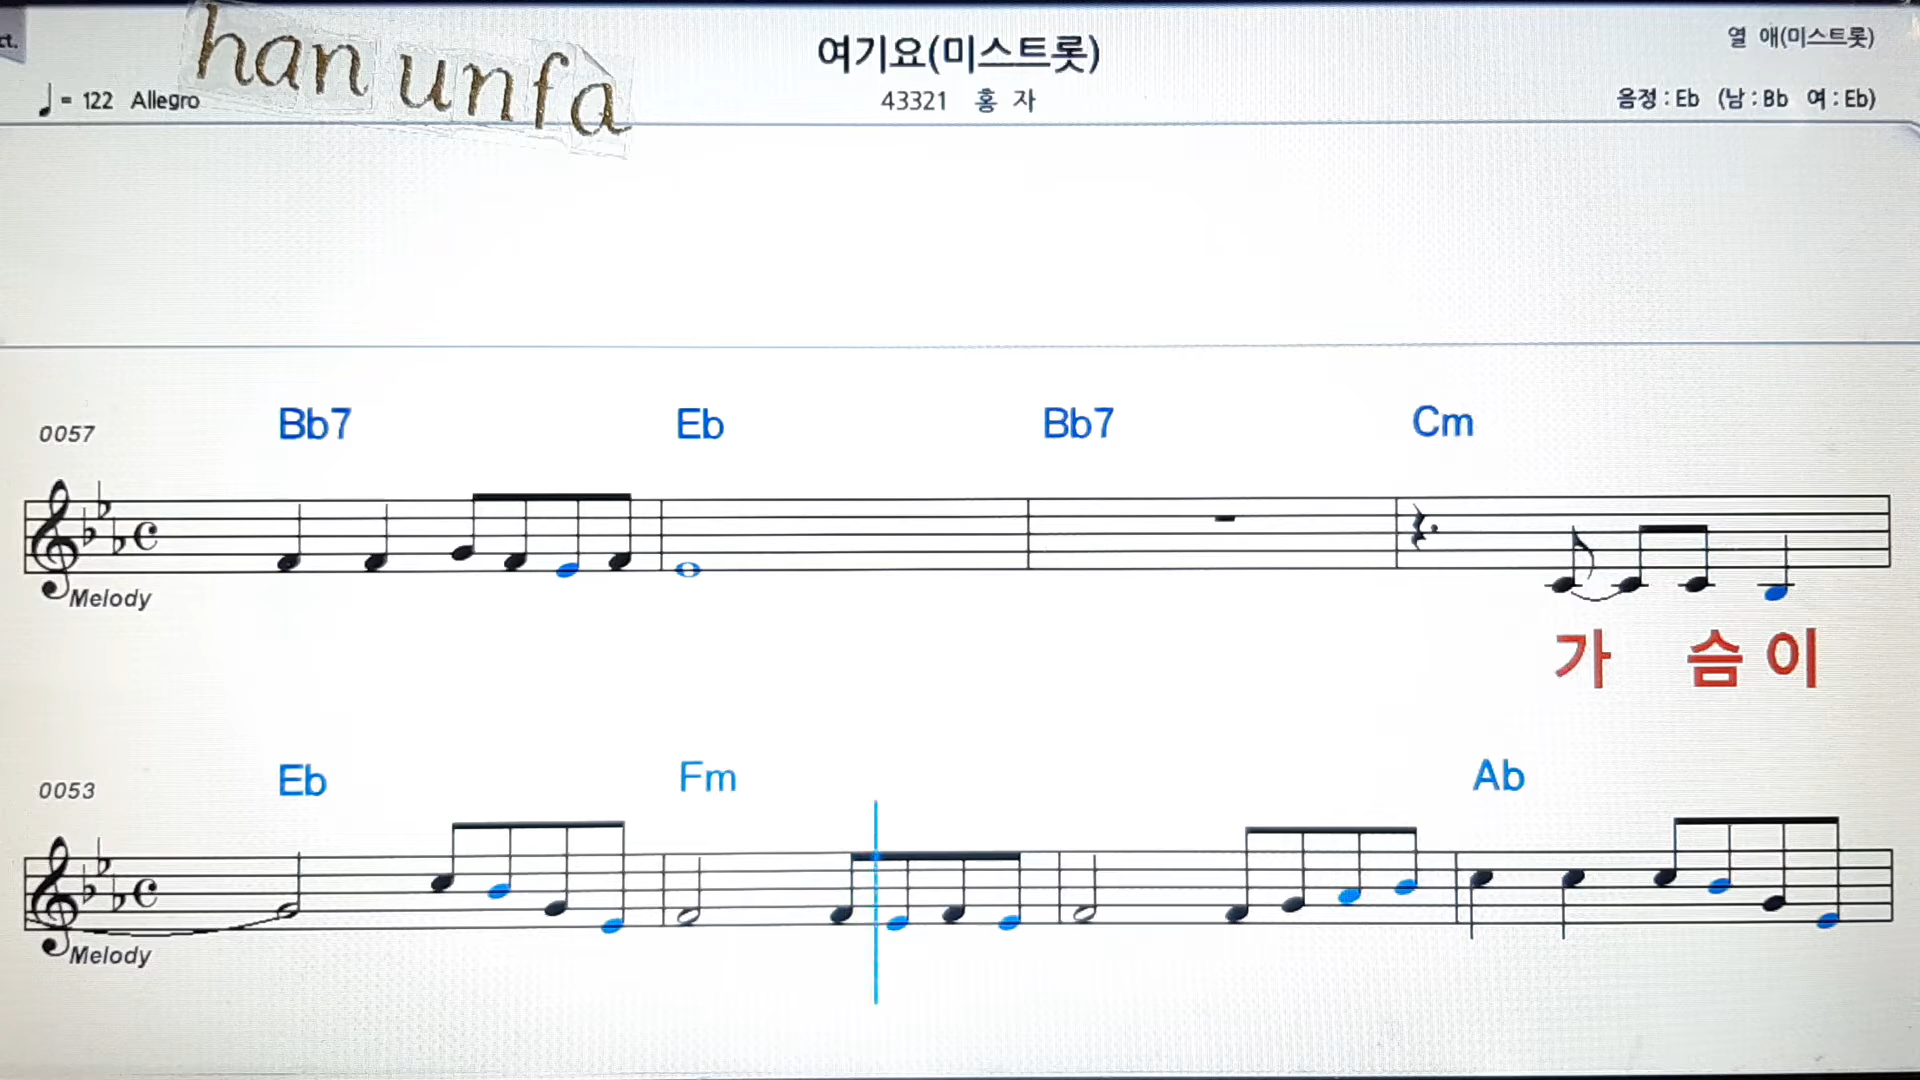 ct.
han unfa
여기요(미스트롯)
열 애(미스트롯)
♩= 122 Allegro
43321 홍 자
음정 : Eb (남 : Bb 여 : Eb)
0057 Bb7 Eb Bb7 Cm
Melody
가 슴 이
0053 Eb Fm Ab
Melody